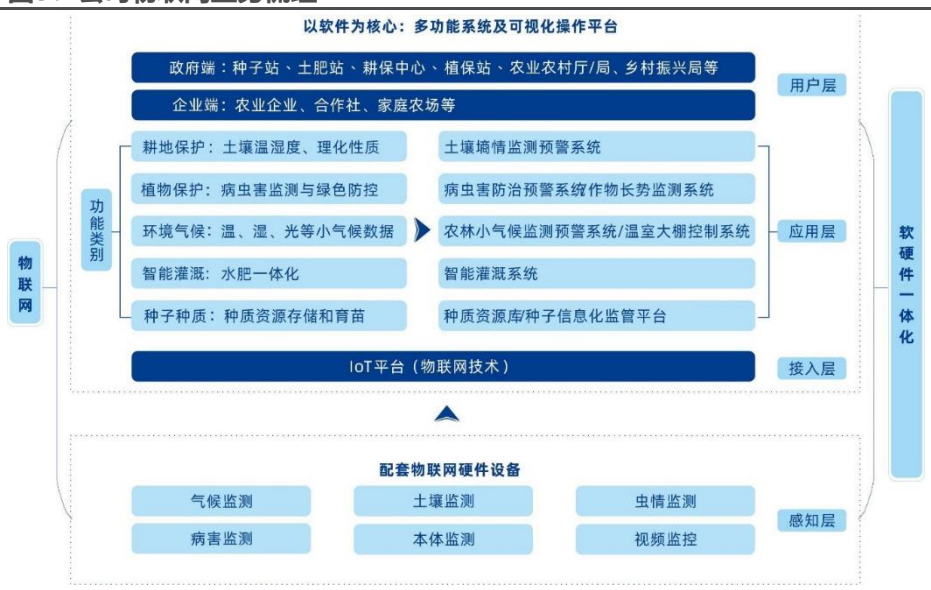 以软件为核心：多功能系统及可视化操作平台
政府端：种子站、土肥站、耕保中心、植保站、农业农村厅/局、乡村振兴局等
用户层
企业端：农业企业、合作社、家庭农场等
耕地保护：土壤温湿度、理化性质
土壤墒情监测预警系统
植物保护：病虫害监测与绿色防控
病虫害防治预警系统/作物长势监测系统
功能类别
环境气候：温、湿、光等小气候数据
农林小气候监测预警系统/温室大棚控制系统
应用层
智能灌溉：水肥一体化
智能灌溉系统
种子种质：种质资源存储和育苗
种质资源库/种子信息化监管平台
物联网
软硬件一体化
IoT平台（物联网技术）
接入层
配套物联网硬件设备
气候监测
土壤监测
虫情监测
感知层
病害监测
本体监测
视频监控